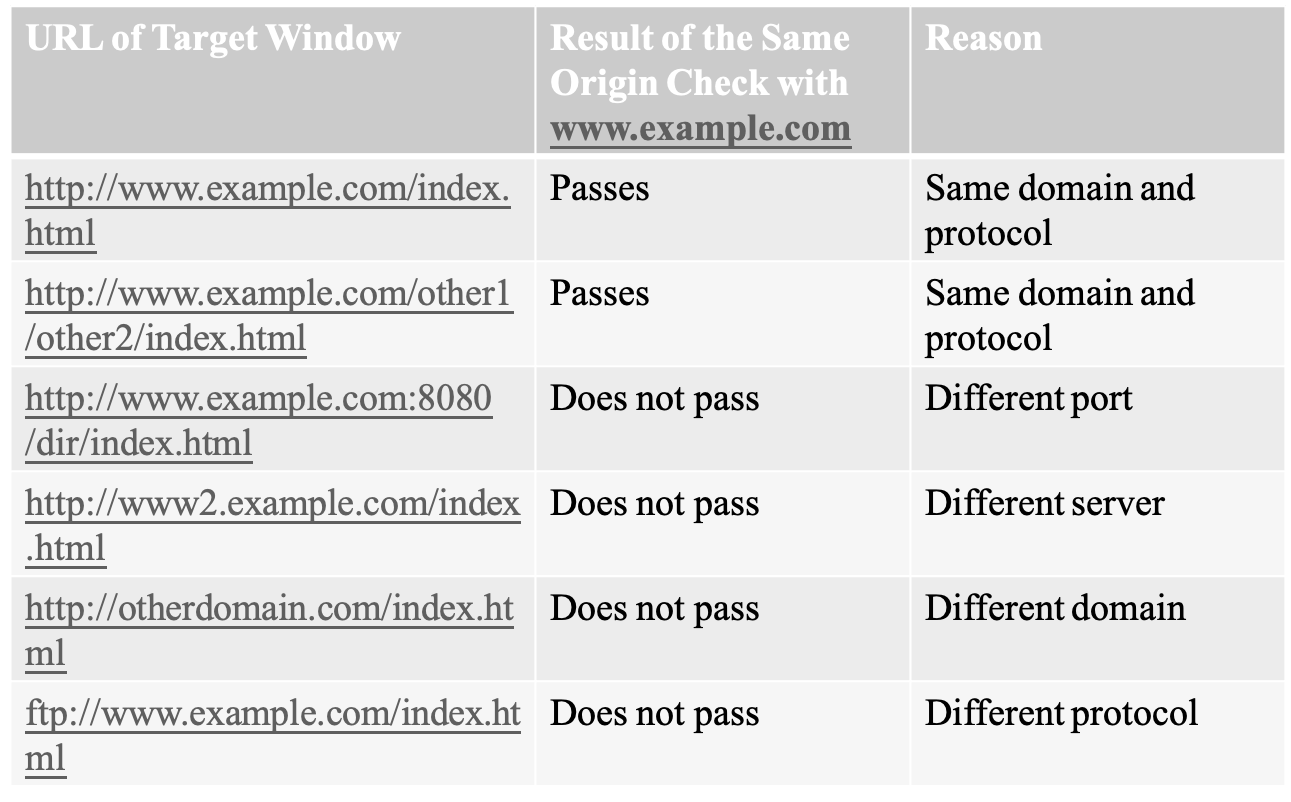 URL of Target Window
Result of the Same
Origin Check with
www.example.com
Reason
http://www.example.com/index.
html
Passes
Same domain and
protocol
http://www.example.com/other1
/other2/index.html
Passes
Same domain and
protocol
http://www.example.com:8080
/dir/index.html
Does not pass
Different port
http://www2.example.com/index
.html
Does not pass
Different server
http://otherdomain.com/index.ht
ml
Does not pass
Different domain
ftp://www.example.com/index.ht
ml
Does not pass
Different protocol